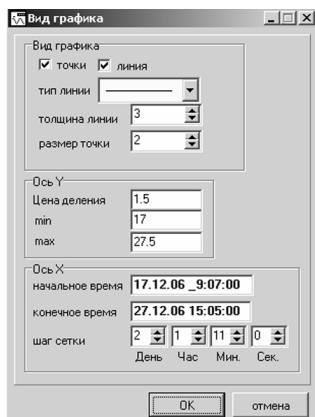 Вид графика
Вид графика
точки линия
тип линии
толщина линии 3
размер точки 2
Ось Y
Цена деления 1.5
min 17
max 27.5
Ось X
начальное время 17.12.06 _9:07:00
конечное время 27.12.06 15:05:00
шаг сетки 2 1 11 0
День Час Мин. Сек.
OK отмена